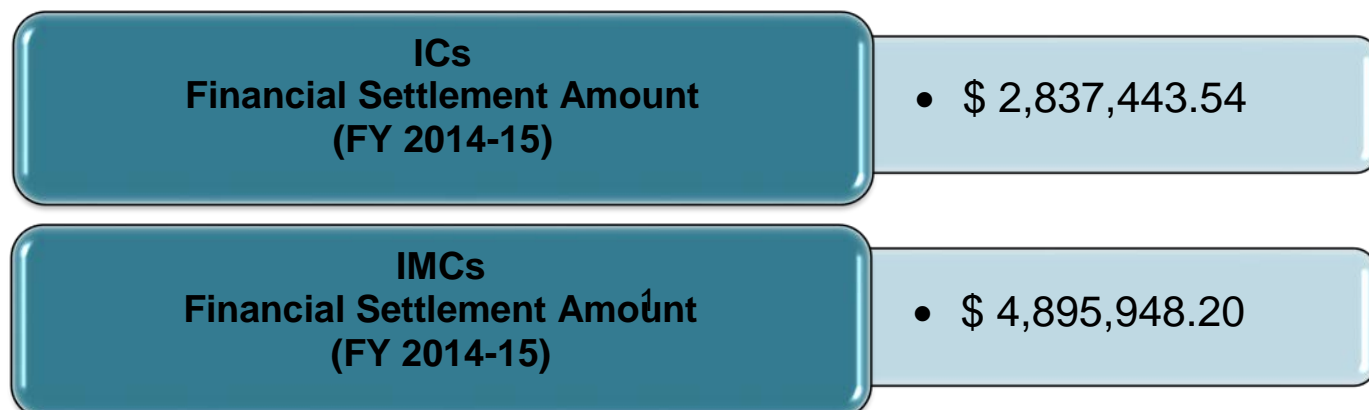 ICs
Financial Settlement Amount
(FY 2014-15)
• $ 2,837,443.54
IMCs
Financial Settlement Amount1
(FY 2014-15)
• $ 4,895,948.20